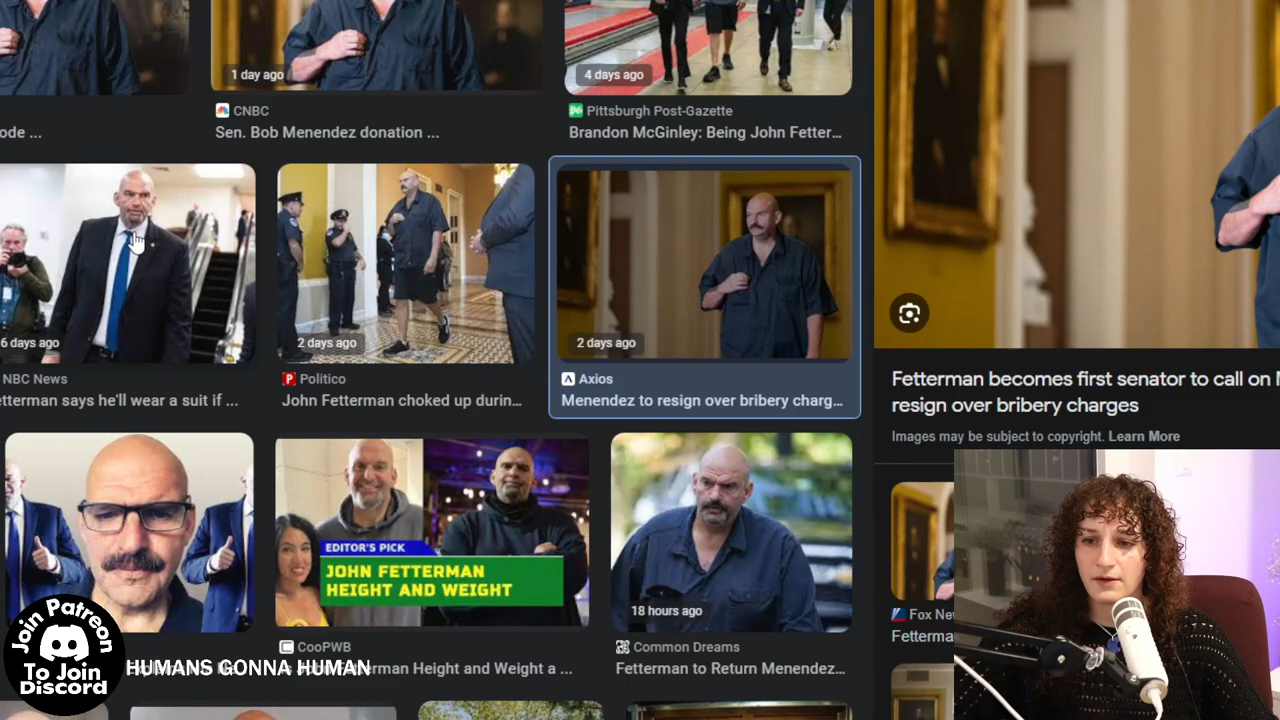 1 day ago
4 days ago
CNBC
Pittsburgh Post-Gazette
ode ...
Sen. Bob Menendez donation ...
Brandon McGinley: Being John Fetter...
6 days ago
2 days ago
2 days ago
NBC News
Politico
Axios
etterman says he'll wear a suit if ...
John Fetterman choked up durin...
Menendez to resign over bribery charg...
Fetterman becomes first senator to call on
resign over bribery charges
Images may be subject to copyright. Learn More
EDITOR'S PICK
JOHN FETTERMAN
HEIGHT AND WEIGHT
18 hours ago
CooPWB
Common Dreams
Fox Ne
HUMANS GONNA HUMAN
rman Height and Weight a ...
Fetterman to Return Menendez...
Fetterma
Join Patreon
To Join
Discord